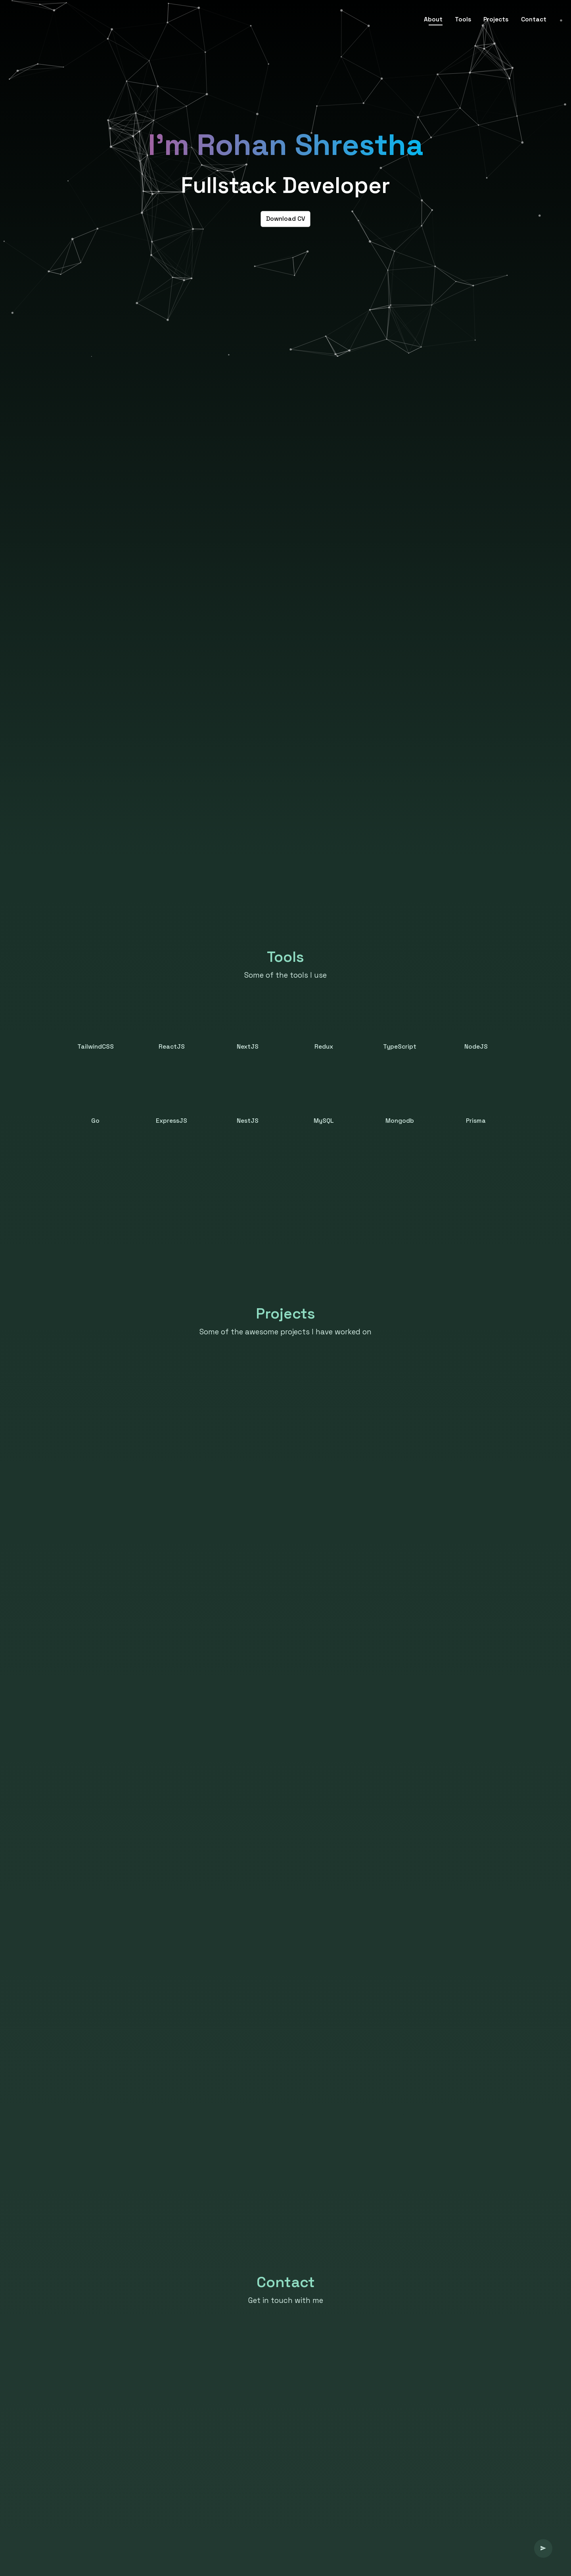 About Tools Projects Contact
I'm Rohan Shrestha
Fullstack Developer
Download CV
Tools
Some of the tools I use
TailwindCSS ReactJS NextJS Redux TypeScript NodeJS
Go ExpressJS NestJS MySQL Mongodb Prisma
Projects
Some of the awesome projects I have worked on
Contact
Get in touch with me